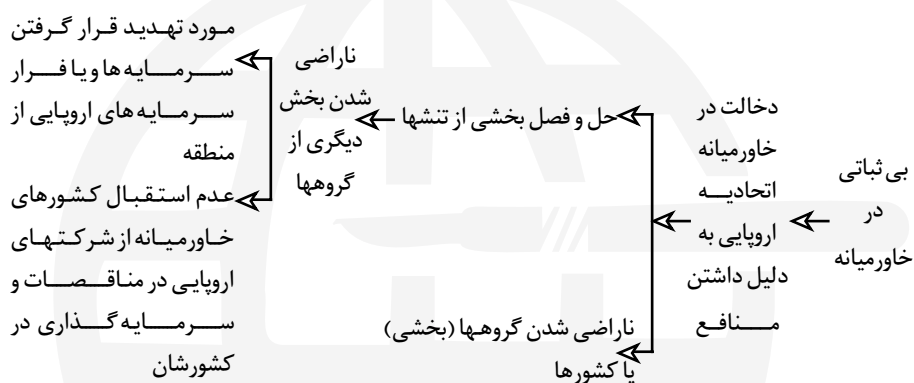 بی ثباتی
در
خاورمیانه
دخالت در
خاورمیانه
اتحادیه
اروپایی به
دلیل داشتن
منافع
حل و فصل بخشی از تنشها
ناراضی شدن گروهها (بخشی)
یا کشورها
ناراضی
شدن بخش
دیگری از
گروهها
مورد تهدید قرار گرفتن
سرمایه ها و یا فرار
سرمایه های اروپایی از
منطقه
عدم استقبال کشورهای
خاورمیانه از شرکتهای
اروپایی در مناقصات و
سرمایه گذاری در
کشورشان